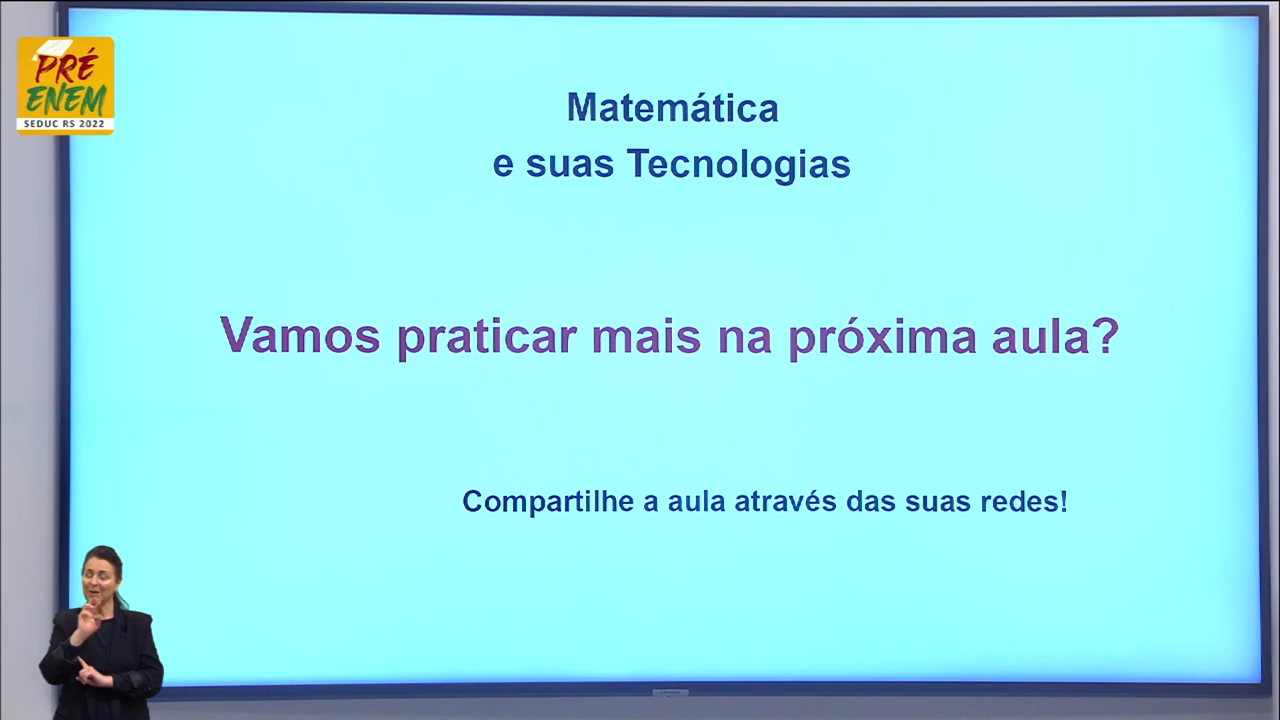 PRÉ
ENEM
SEDUC RS 2022
Matemática
e suas Tecnologias
Vamos praticar mais na próxima aula?
Compartilhe a aula através das suas redes!